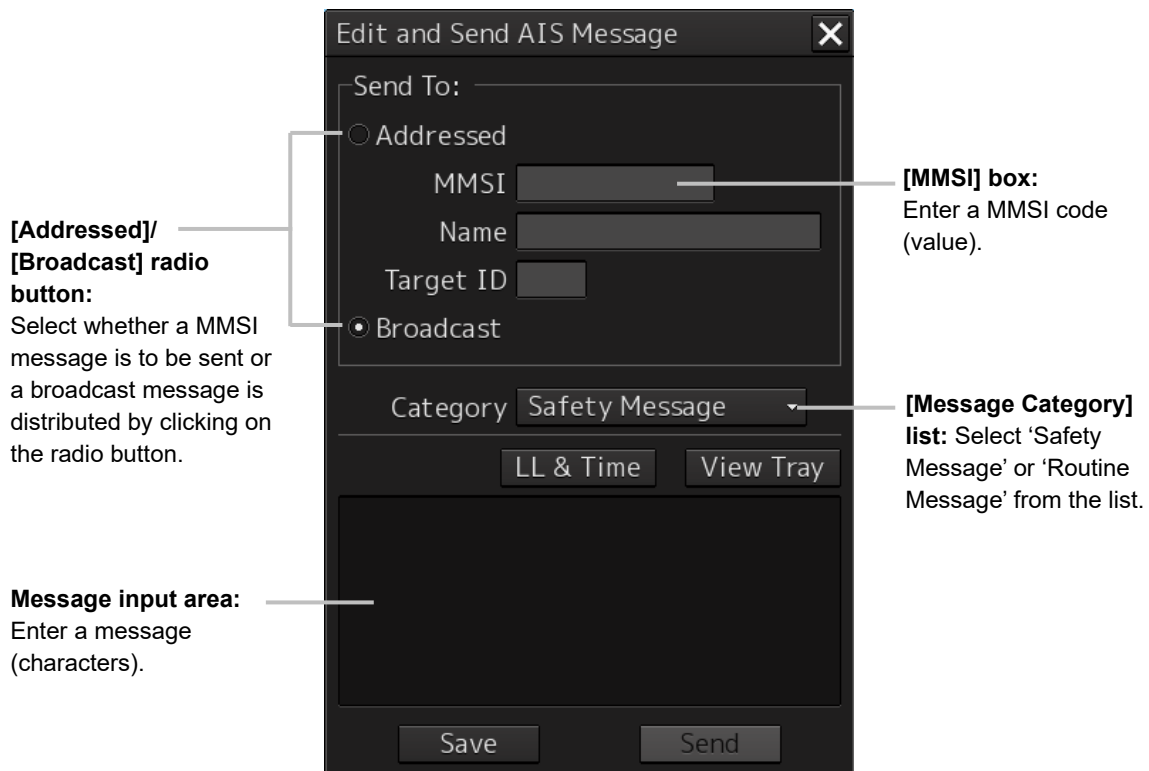 Edit and Send AIS Message
Send To:
Addressed
MMSI
Name
Target ID
Broadcast
Category Safety Message
LL & Time View Tray
Save Send
[Addressed]/
[Broadcast] radio
button:
Select whether a MMSI
message is to be sent or
a broadcast message is
distributed by clicking on
the radio button.
Message input area:
Enter a message
(characters).
[MMSI] box:
Enter a MMSI code
(value).
[Message Category]
list: Select ‘Safety
Message’ or ‘Routine
Message’ from the list.